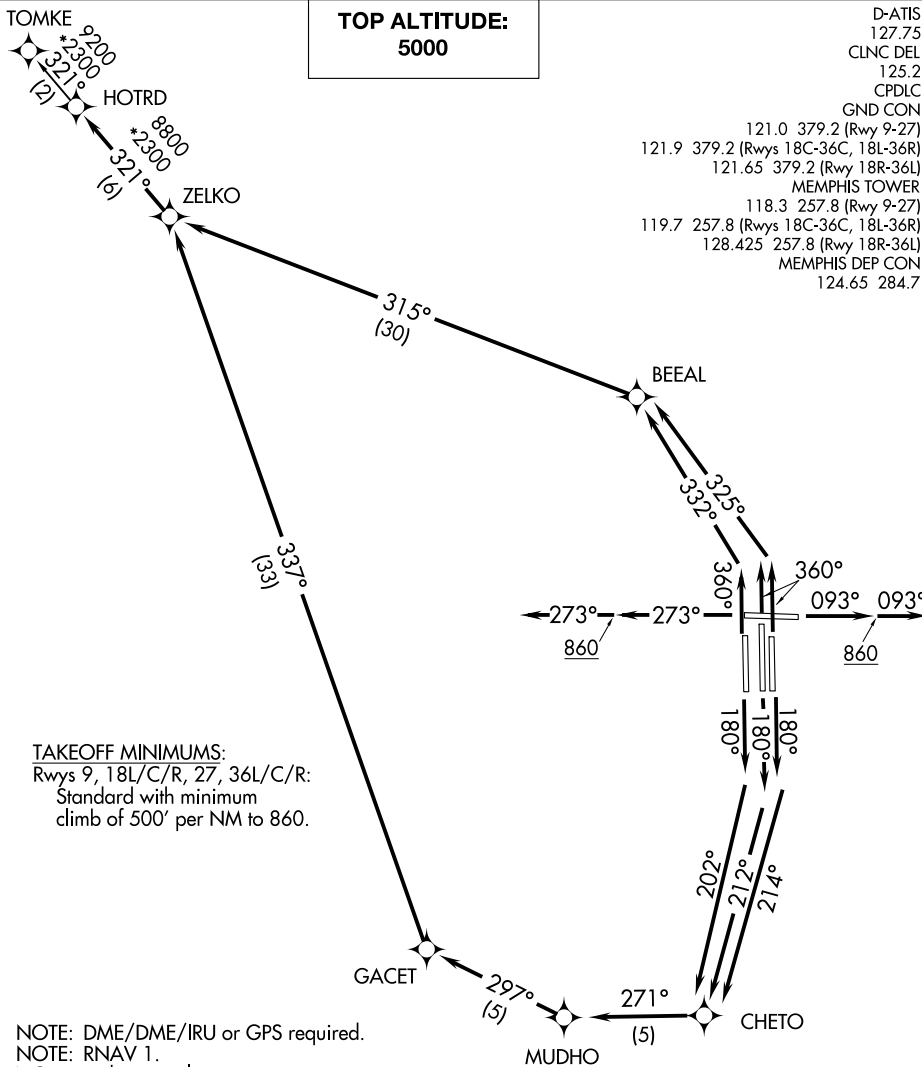 TOP ALTITUDE:
5000
D-ATIS
127.75
CLNC DEL
125.2
CPDLC
GND CON
121.0 379.2 (Rwy 9-27)
121.9 379.2 (Rwys 18C-36C, 18L-36R)
121.65 379.2 (Rwy 18R-36L)
MEMPHIS TOWER
118.3 257.8 (Rwy 9-27)
119.7 257.8 (Rwys 18C-36C, 18L-36R)
128.425 257.8 (Rwy 18R-36L)
MEMPHIS DEP CON
124.65 284.7
TOMKE
9200
*2300
321°
(2)
HOTRD
8800
*2300
321°
(6)
ZELKO
315°
(30)
BEEAL
325°
332°
337°
(33)
360°
360°
273°
273°
093°
093°
860
860
180°
180°
180°
202°
212°
214°
TAKEOFF MINIMUMS:
Rwys 9, 18L/C/R, 27, 36L/C/R:
Standard with minimum
climb of 500' per NM to 860.
GACET
297°
(5)
MUDHO
271°
(5)
CHETO
NOTE: DME/DME/IRU or GPS required.
NOTE: RNAV 1.